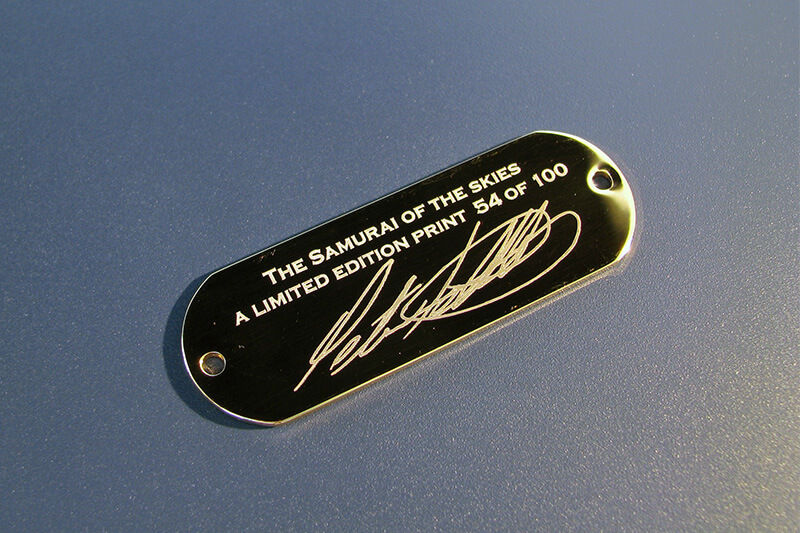 The Samurai of the skies
A limited edition print 54 of 100